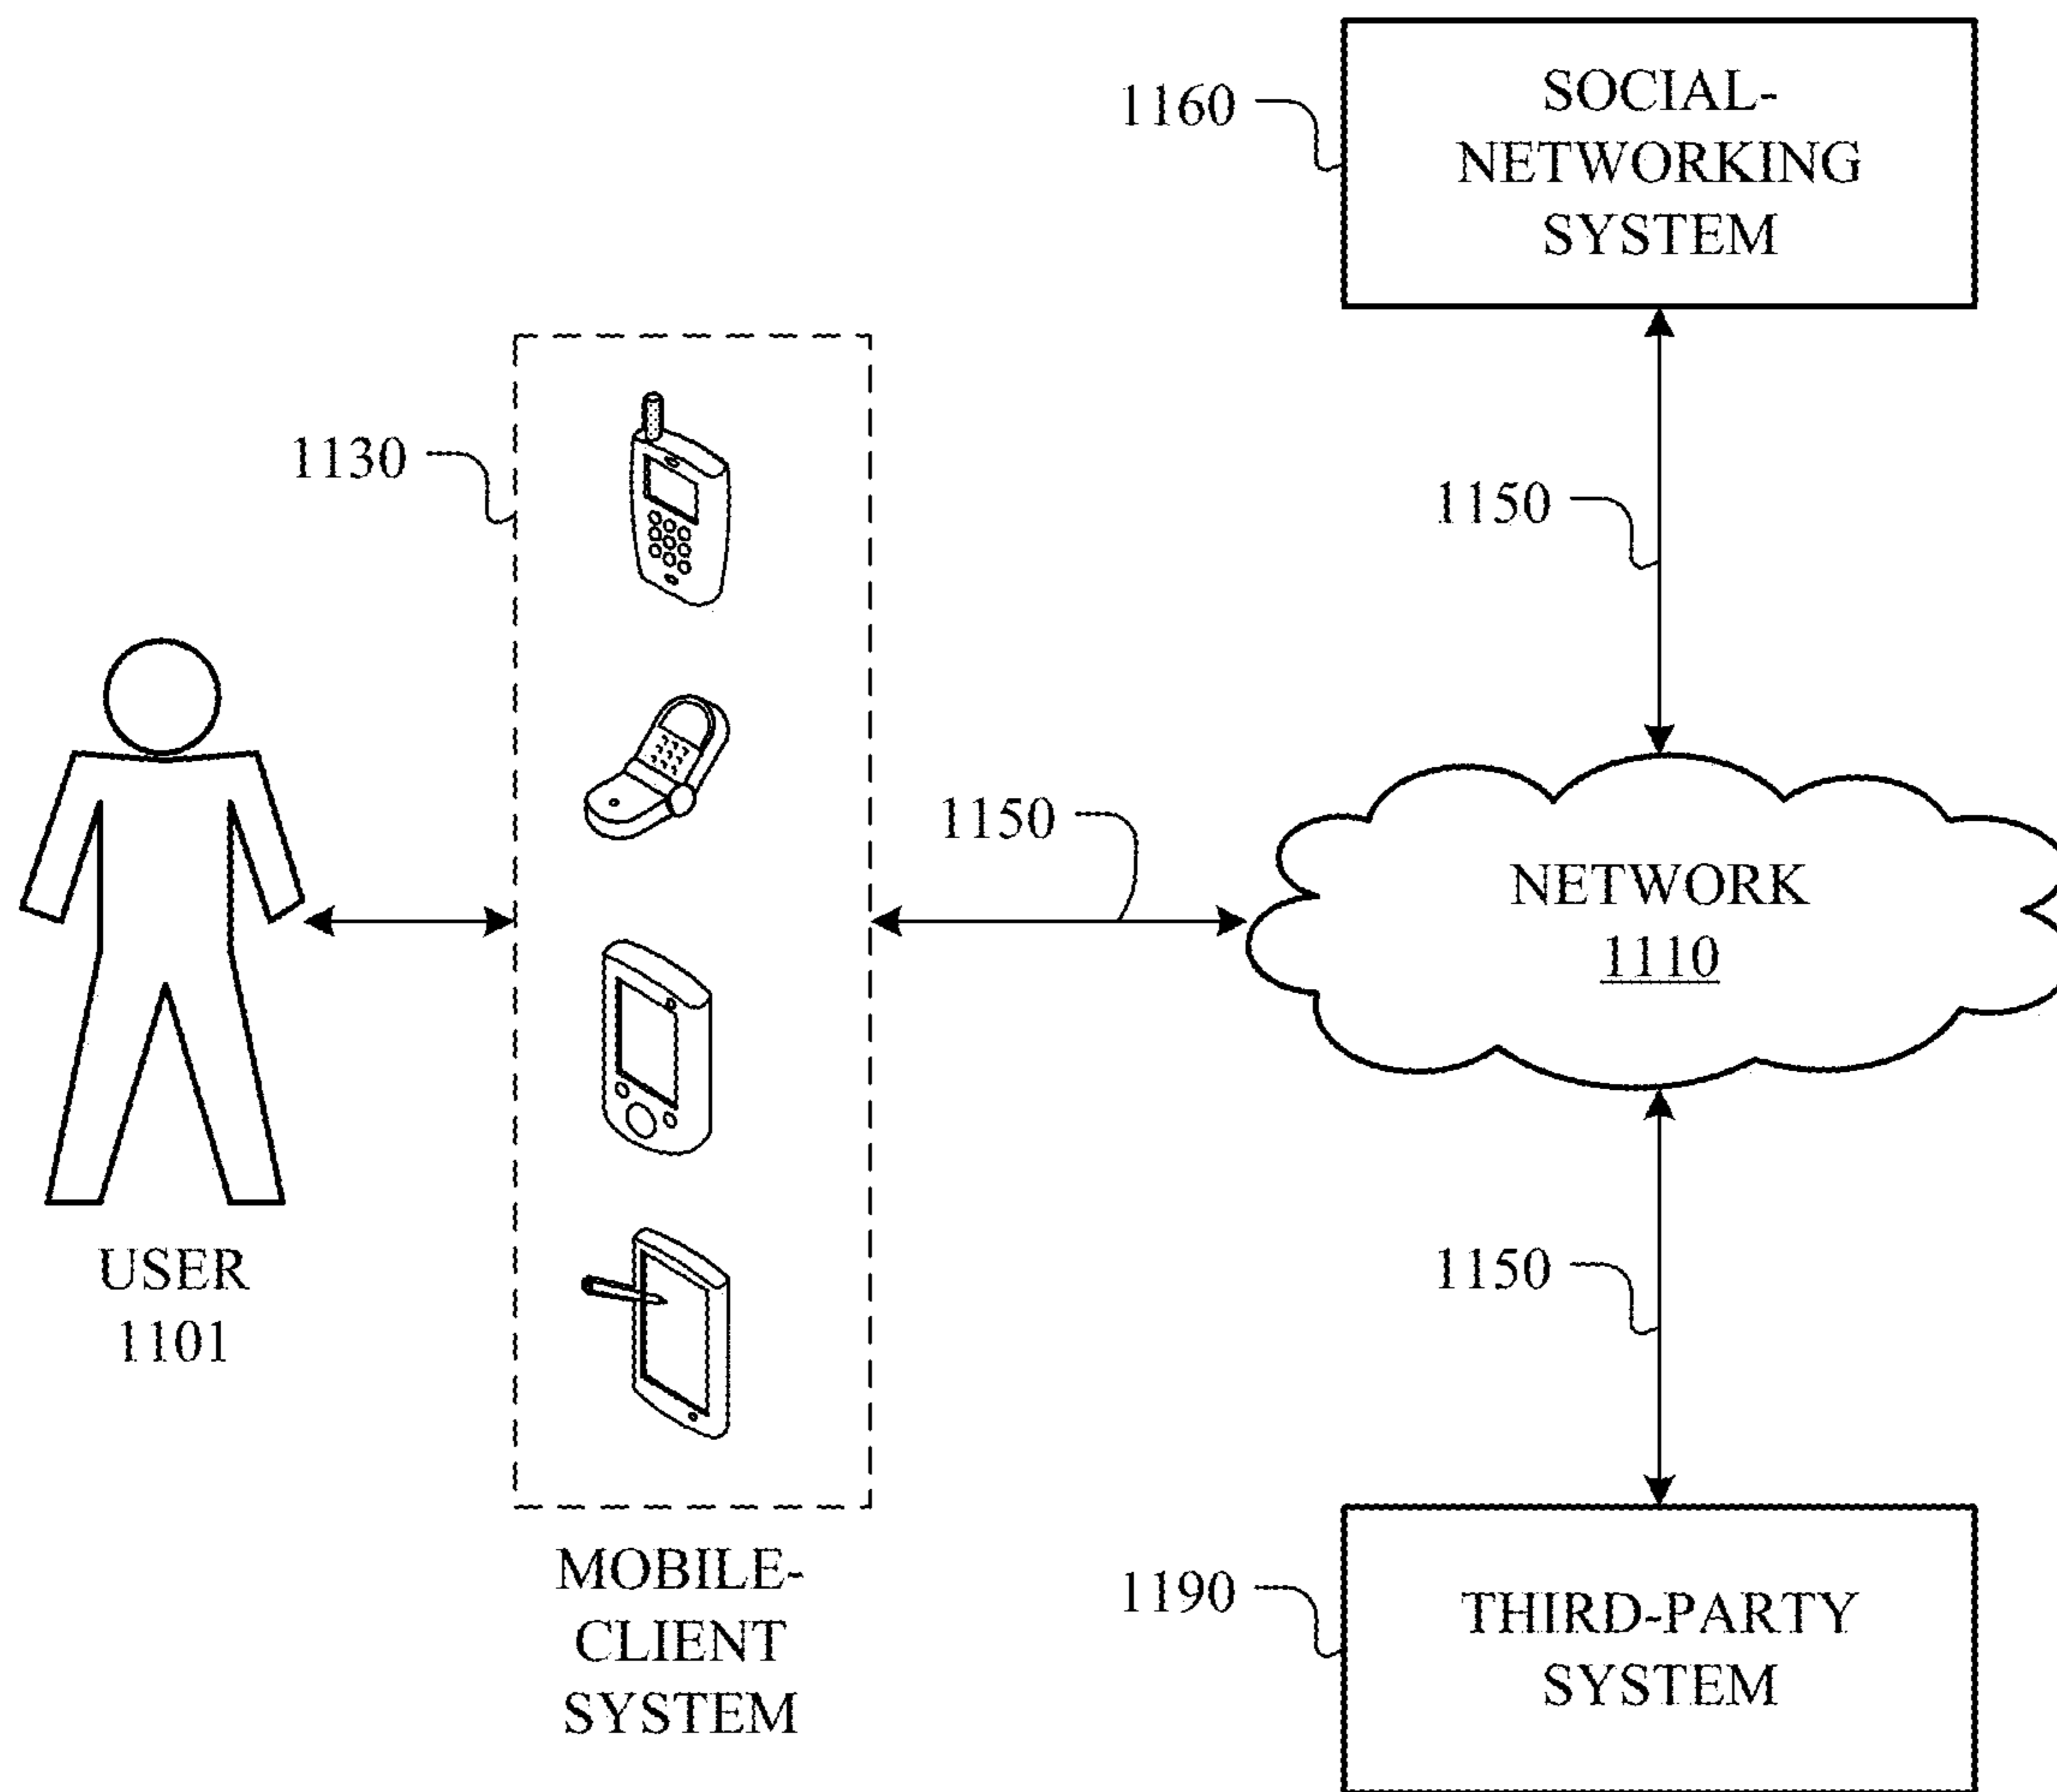 1160
SOCIAL-
NETWORKING
SYSTEM
1130
1150
1150
NETWORK
1110
USER
1101
1150
MOBILE-
CLIENT
SYSTEM
1190
THIRD-PARTY
SYSTEM